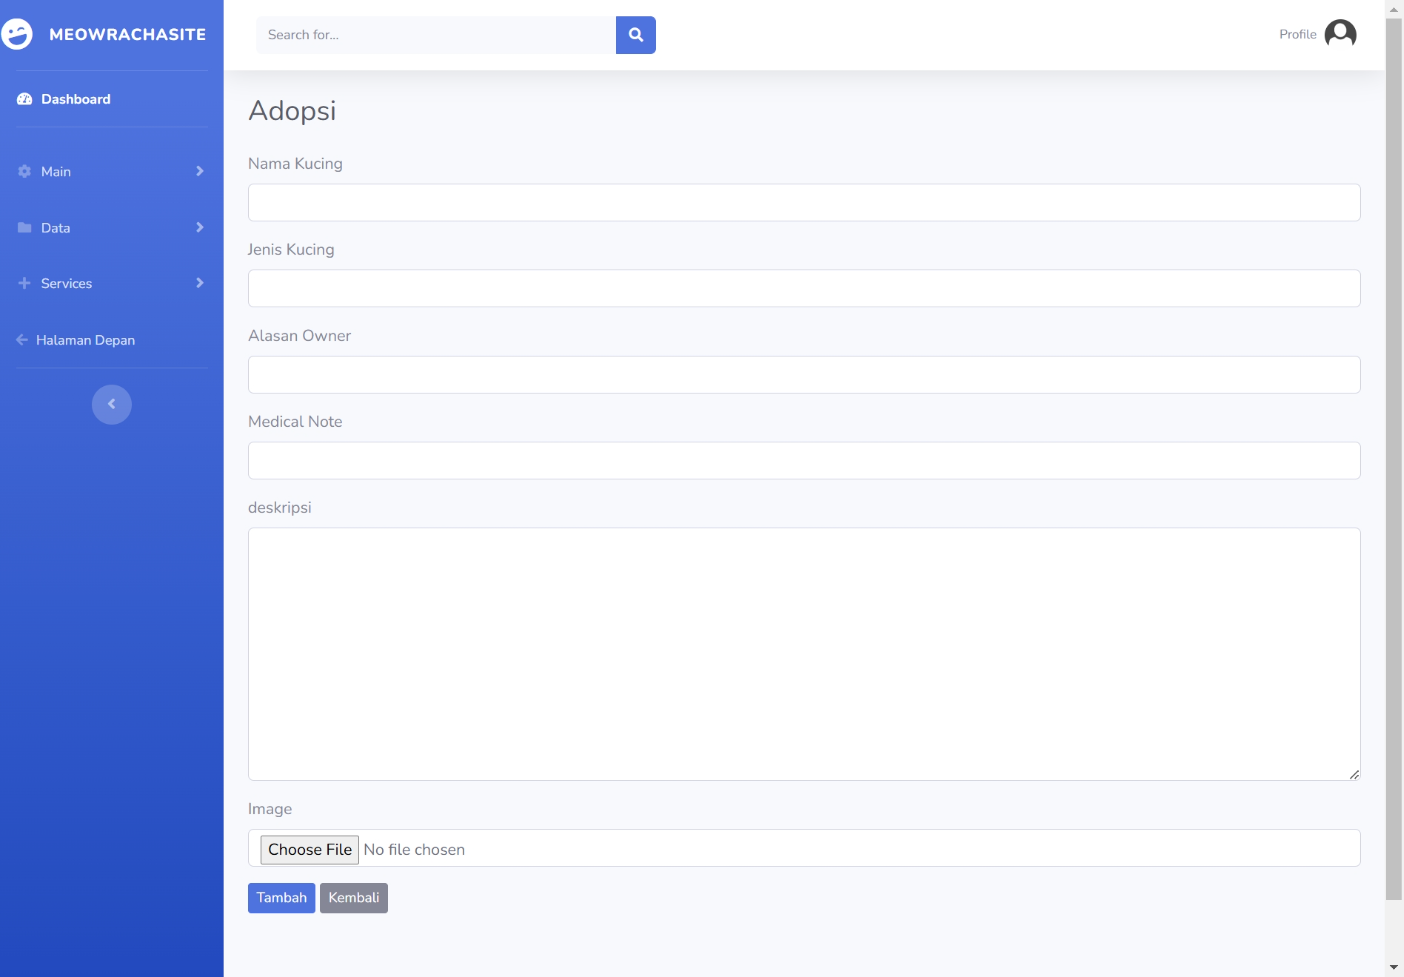 MEOWRACHASITE
Search for...
Profile
Dashboard
Main
Data
Services
Halaman Depan
Adopsi
Nama Kucing
Jenis Kucing
Alasan Owner
Medical Note
deskripsi
Image
Choose File No file chosen
Tambah Kembali